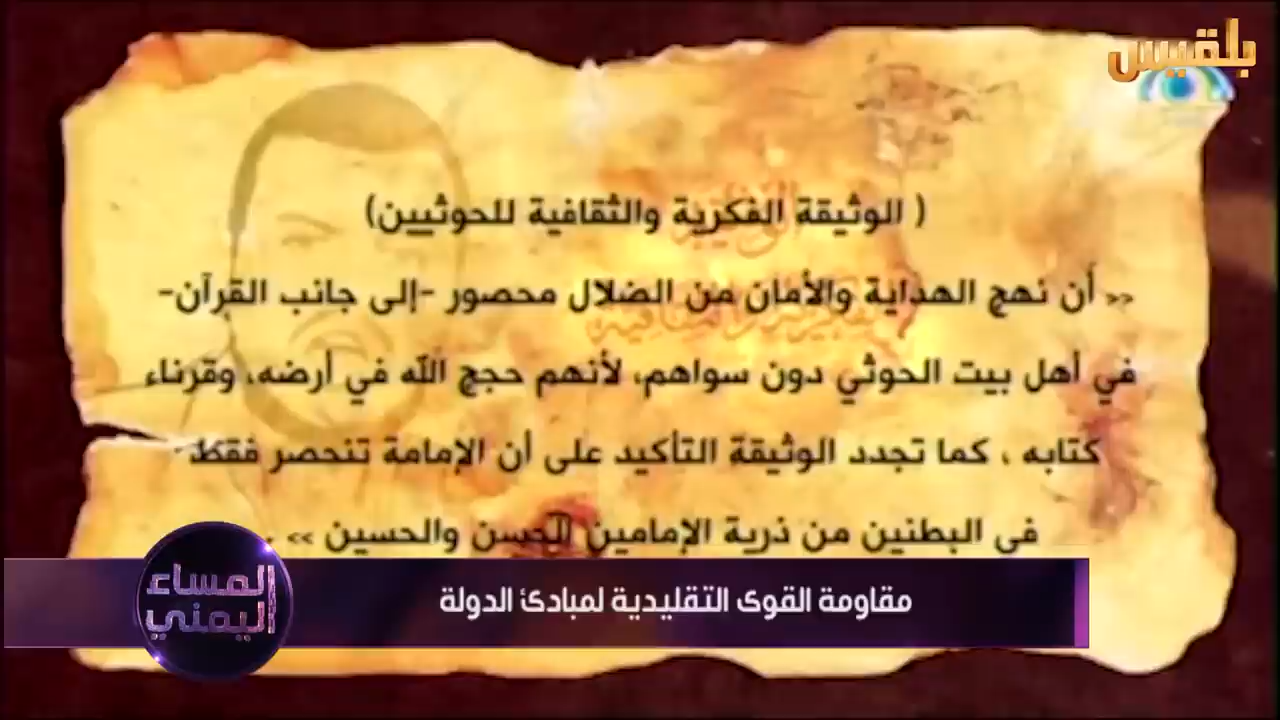 بلقيس
( الوثيقة الفكرية والثقافية للحوثيين)
<< أن نهج الهداية والأمان من الضلال محصور -إلى جانب القرآن-
في أهل بيت الحوثي دون سواهم، لأنهم حجج الله في أرضه، وقرناء
كتابه ، كما تجدد الوثيقة التأكيد على أن الإمامة تنحصر فقط
في البطنين من ذرية الإمامين الحسن والحسين >> .
مقاومة القوى التقليدية لمبادئ الدولة
المساء
اليمني